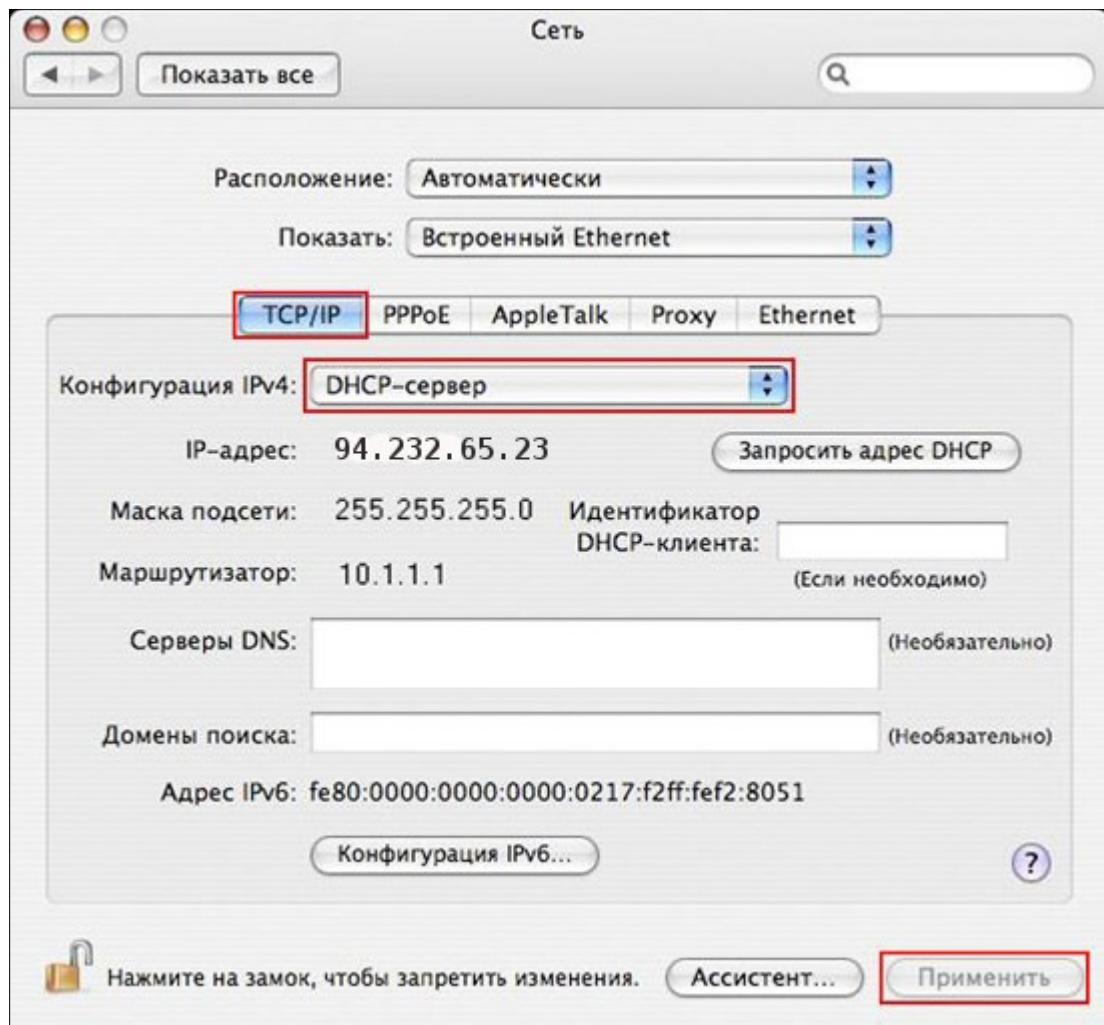 Сеть
Показать все
Расположение: Автоматически
Показать: Встроенный Ethernet
TCP/IP PPPoE AppleTalk Proxy Ethernet
Конфигурация IPv4: DHCP-сервер
IP-адрес: 94.232.65.23 Запросить адрес DHCP
Маска подсети: 255.255.255.0 Идентификатор
DHCP-клиента:
Маршрутизатор: 10.1.1.1 (Если необходимо)
Серверы DNS: (Необязательно)
Домены поиска: (Необязательно)
Адрес IPv6: fe80:0000:0000:0000:0217:f2ff:fef2:8051
Конфигурация IPv6... ?
Нажмите на замок, чтобы запретить изменения. Ассистент... Применить